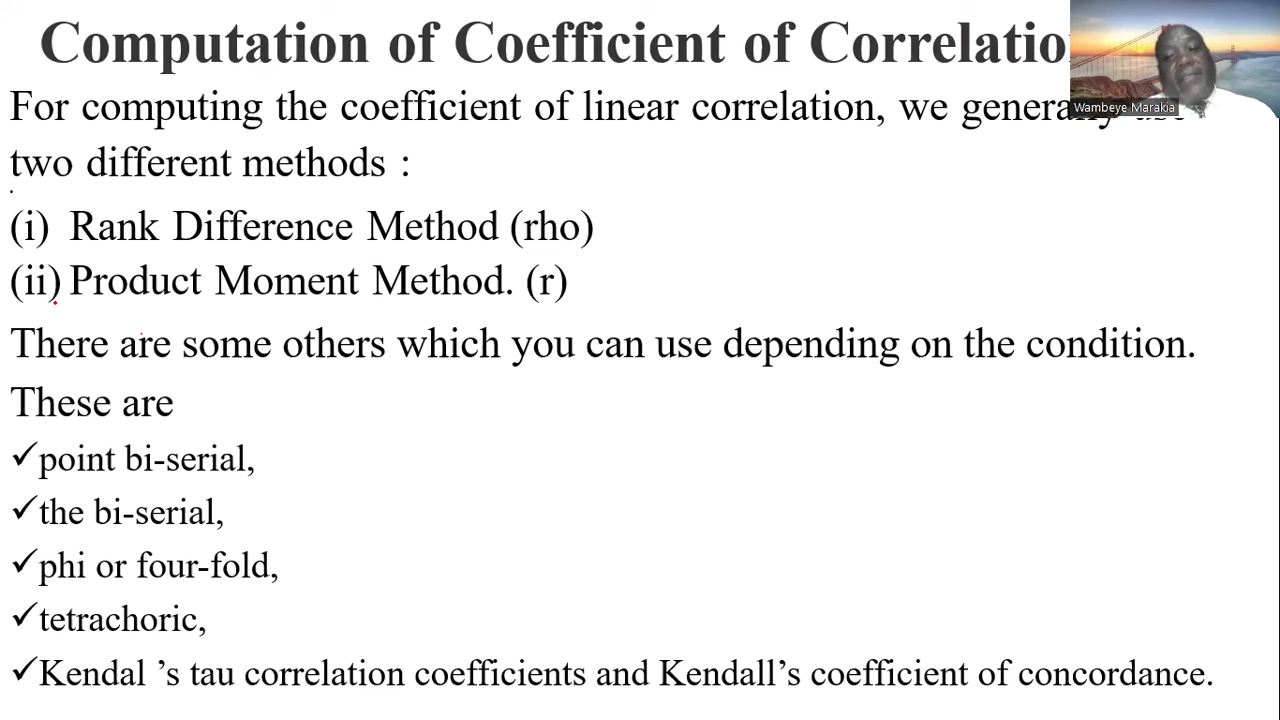 Computation of Coefficient of Correlatio
Wambeye Marakia
For computing the coefficient of linear correlation, we generally use
two different methods :
(i) Rank Difference Method (rho)
(ii) Product Moment Method. (r)
There are some others which you can use depending on the condition.
These are
✓point bi-serial,
✓the bi-serial,
✓phi or four-fold,
✓tetrachoric,
✓Kendal ’s tau correlation coefficients and Kendall’s coefficient of concordance.